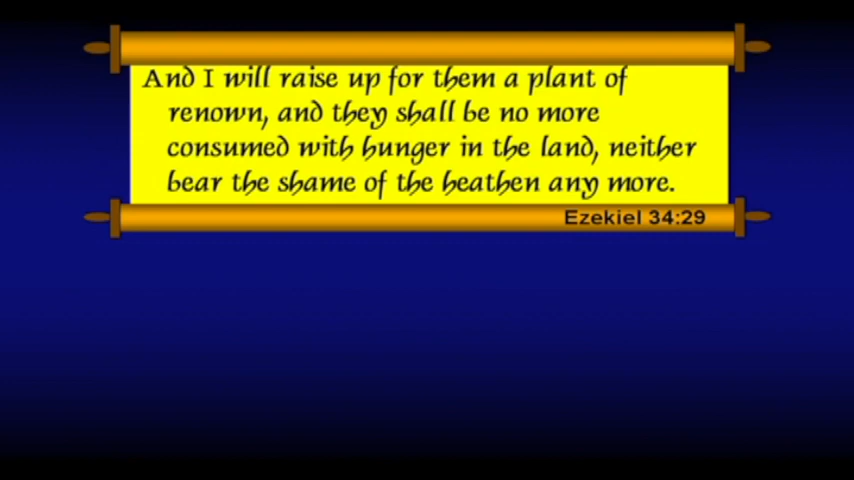 And I will raise up for them a plant of
renown, and they shall be no more
consumed with hunger in the land, neither
bear the shame of the heathen any more.
Ezekiel 34:29